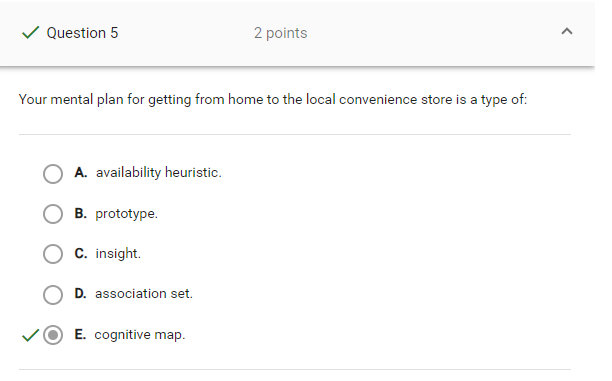 Question 5 2 points
Your mental plan for getting from home to the local convenience store is a type of:
A. availability heuristic.
B. prototype.
C. insight.
D. association set.
E. cognitive map.